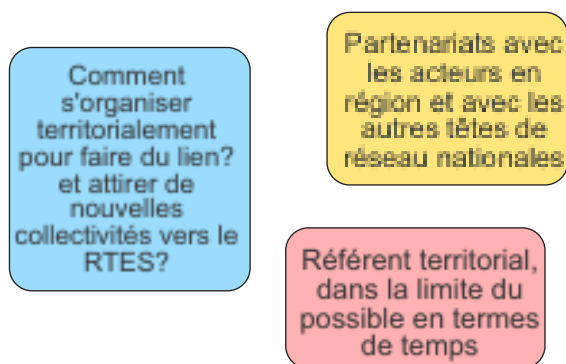 Comment
s'organiser
territorialement
pour faire du lien?
et attirer de
nouvelles
collectivités vers le
RTES?
Partenariats avec
les acteurs en
région et avec les
autres têtes de
réseau nationales
Référent territorial,
dans la limite du
possible en termes
de temps